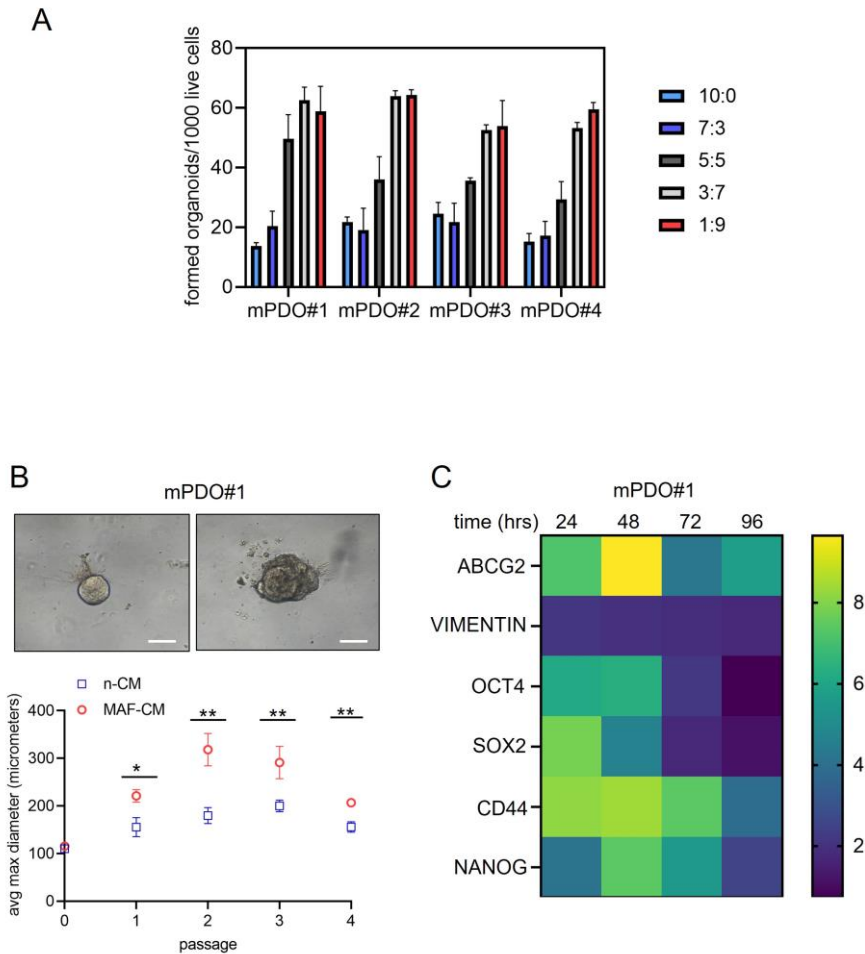 A
80
60
40
20
0
formed organoids/1000 live cells
mPDO#1 mPDO#2 mPDO#3 mPDO#4
10:0
7:3
5:5
3:7
1:9
B
mPDO#1
n-CM
MAF-CM
400
300
200
100
0
avg max diameter (micrometers)
* ** ** **
0 1 2 3 4
passage
C
mPDO#1
time (hrs) 24 48 72 96
ABCG2
VIMENTIN
OCT4
SOX2
CD44
NANOG
8
6
4
2